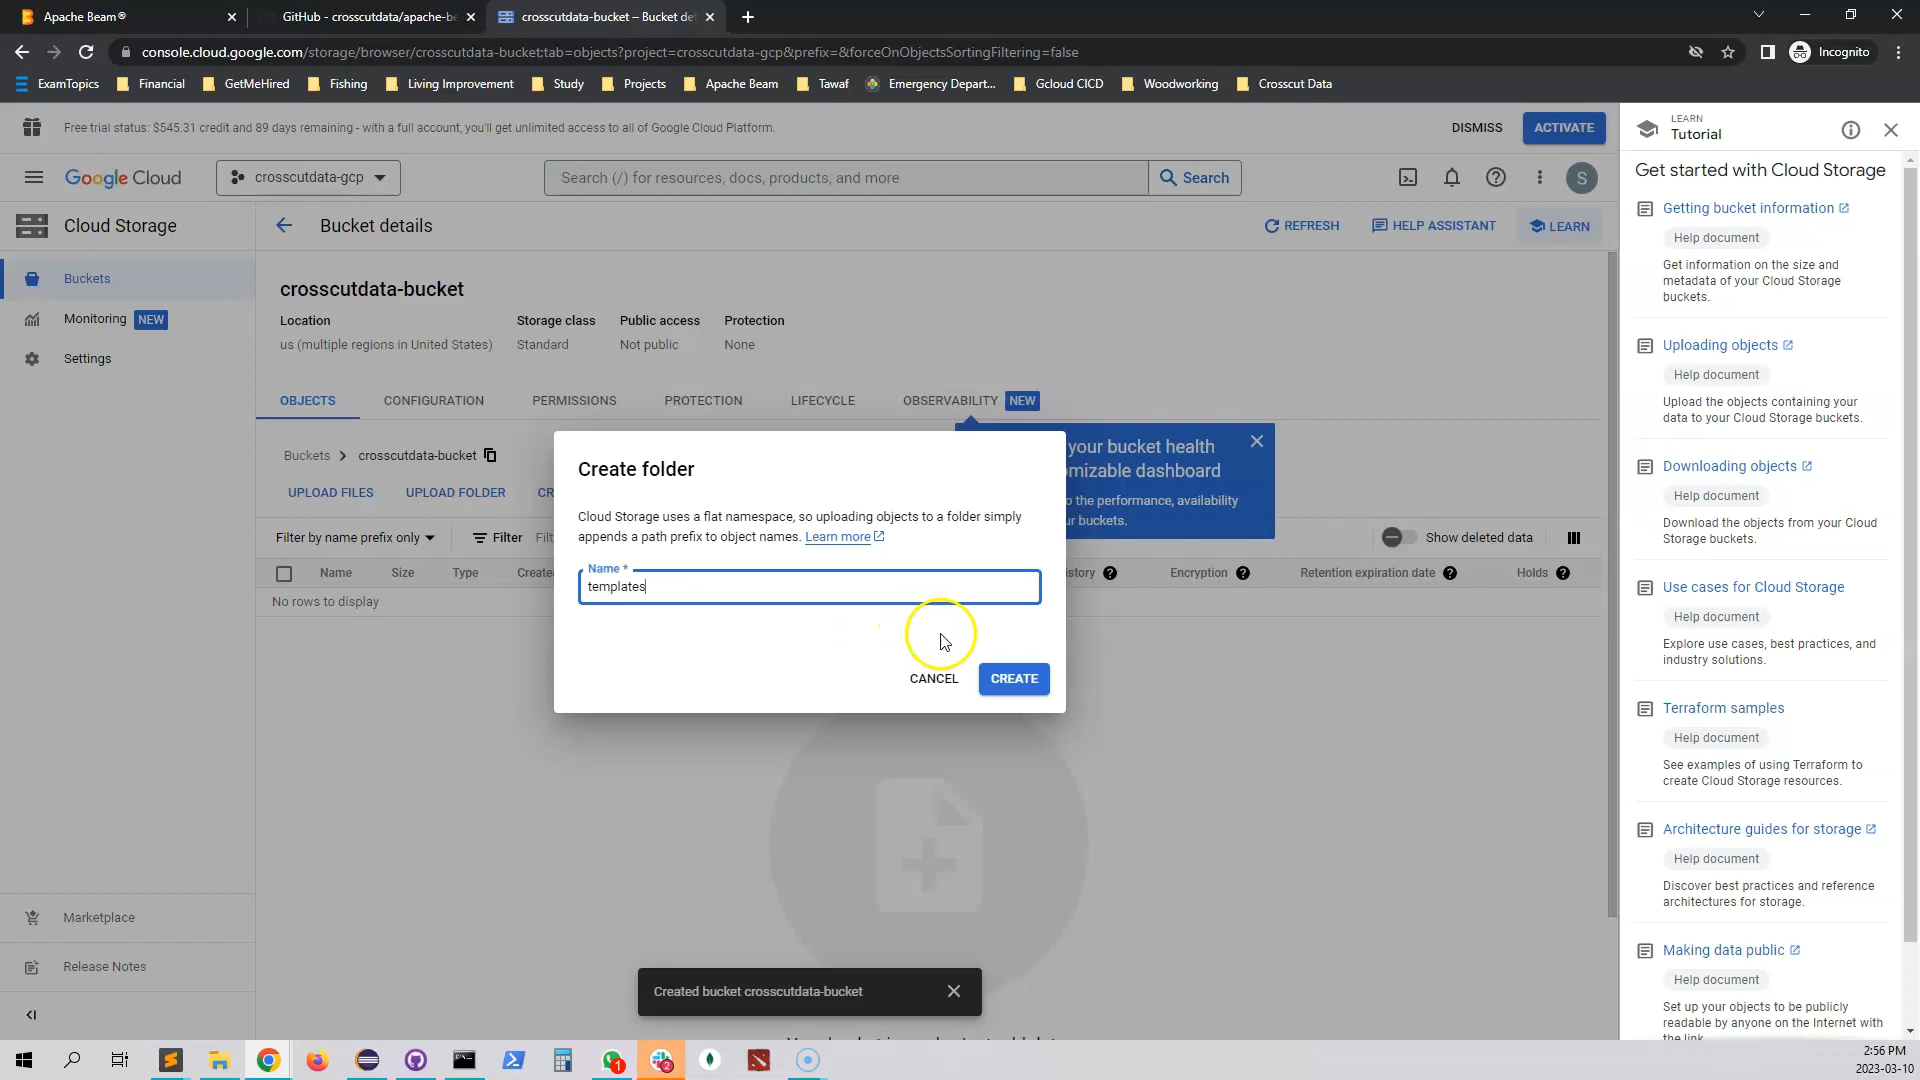 Apache Beam®
GitHub - crosscutdata/apache-be
crosscutdata-bucket – Bucket det
console.cloud.google.com/storage/browser/crosscutdata-bucket;tab=objects?project=crosscutdata-gcp&prefix=&forceOnObjectsSortingFiltering=false
Incognito
ExamTopics
Financial
GetMeHired
Fishing
Living Improvement
Study
Projects
Apache Beam
Tawaf
Emergency Depart...
Gcloud CICD
Woodworking
Crosscut Data
Free trial status: $545.31 credit and 89 days remaining - with a full account, you'll get unlimited access to all of Google Cloud Platform.
DISMISS
ACTIVATE
Google Cloud
crosscutdata-gcp
Search (/) for resources, docs, products, and more
Search
S
Cloud Storage
Bucket details
REFRESH
HELP ASSISTANT
LEARN
Buckets
Monitoring NEW
Settings
Marketplace
Release Notes
crosscutdata-bucket
Location
Storage class
Public access
Protection
us (multiple regions in United States)
Standard
Not public
None
OBJECTS
CONFIGURATION
PERMISSIONS
PROTECTION
LIFECYCLE
OBSERVABILITY NEW
your bucket health
omizable dashboard
o the performance, availability
ur buckets.
Buckets
crosscutdata-bucket
UPLOAD FILES
UPLOAD FOLDER
CR
Filter by name prefix only
Filter
Filt
Show deleted data
Name
Size
Type
Create
story
Encryption
Retention expiration date
Holds
No rows to display
Create folder
Cloud Storage uses a flat namespace, so uploading objects to a folder simply
appends a path prefix to object names. Learn more
Name *
templates
CANCEL
CREATE
Created bucket crosscutdata-bucket
LEARN
Tutorial
Get started with Cloud Storage
Getting bucket information
Help document
Get information on the size and
metadata of your Cloud Storage
buckets.
Uploading objects
Help document
Upload the objects containing your
data to your Cloud Storage buckets.
Downloading objects
Help document
Download the objects from your Cloud
Storage buckets.
Use cases for Cloud Storage
Help document
Explore use cases, best practices, and
industry solutions.
Terraform samples
Help document
See examples of using Terraform to
create Cloud Storage resources.
Architecture guides for storage
Help document
Discover best practices and reference
architectures for storage.
Making data public
Help document
Set up your objects to be publicly
readable by anyone on the Internet with
the link
1
2
2:56 PM
2023-03-10